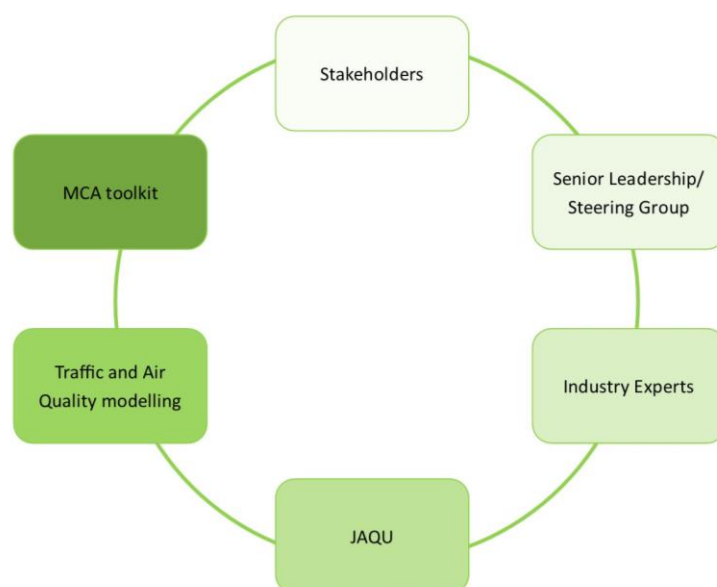 Stakeholders
Senior Leadership/
Steering Group
Industry Experts
JAQU
Traffic and Air
Quality modelling
MCA toolkit